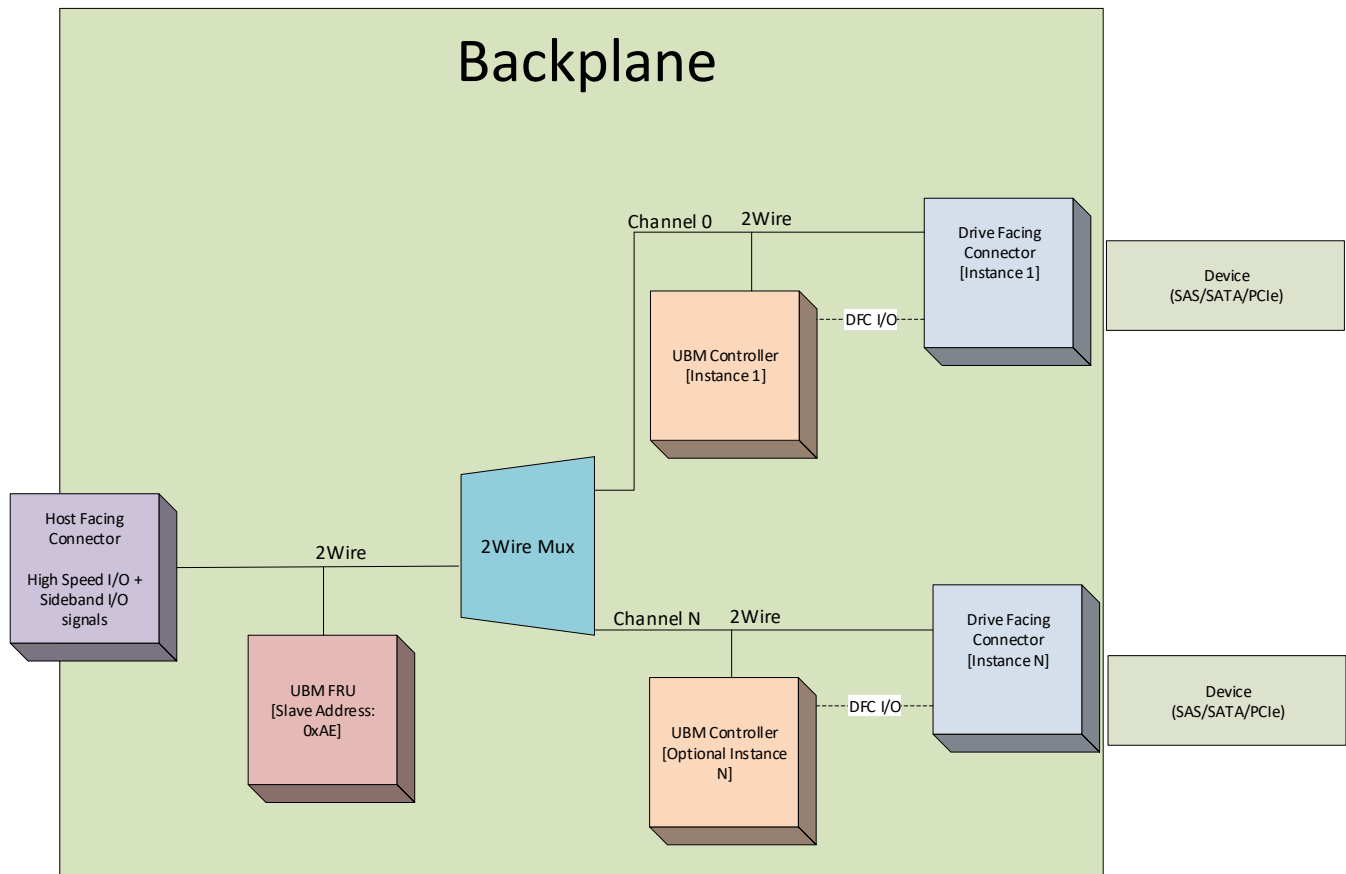 Backplane
Channel 0
2Wire
Drive Facing
Connector
[Instance 1]
Device
(SAS/SATA/PCIe)
DFC I/O
UBM Controller
[Instance 1]
Host Facing
Connector
High Speed I/O +
Sideband I/O
signals
2Wire
2Wire Mux
UBM FRU
[Slave Address:
0xAE]
Channel N
2Wire
Drive Facing
Connector
[Instance N]
Device
(SAS/SATA/PCIe)
DFC I/O
UBM Controller
[Optional Instance
N]